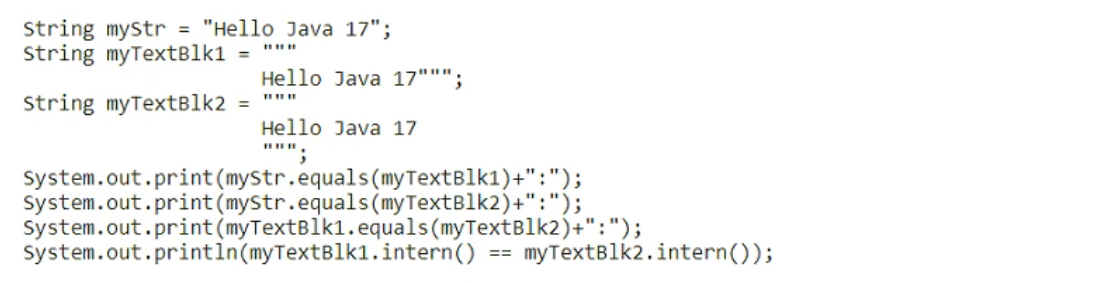 String myStr = "Hello Java 17";
String myTextBlk1 = """
                    Hello Java 17""";
String myTextBlk2 = """
                    Hello Java 17
                    """;
System.out.print(myStr.equals(myTextBlk1)+":");
System.out.print(myStr.equals(myTextBlk2)+":");
System.out.print(myTextBlk1.equals(myTextBlk2)+":");
System.out.println(myTextBlk1.intern() == myTextBlk2.intern());